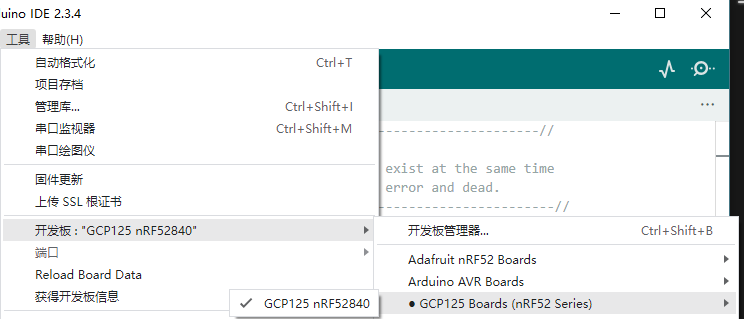 uino IDE 2.3.4
工具 帮助(H)
自动格式化 Ctrl+T
项目存档
管理库... Ctrl+Shift+I
串口监视器 Ctrl+Shift+M
串口绘图仪
固件更新
上传 SSL 根证书
开发板 : "GCP125 nRF52840"
端口
Reload Board Data
获得开发板信息
--------------------//
exist at the same time
error and dead.
----------------------//
开发板管理器... Ctrl+Shift+B
Adafruit nRF52 Boards
Arduino AVR Boards
● GCP125 Boards (nRF52 Series)
✓ GCP125 nRF52840